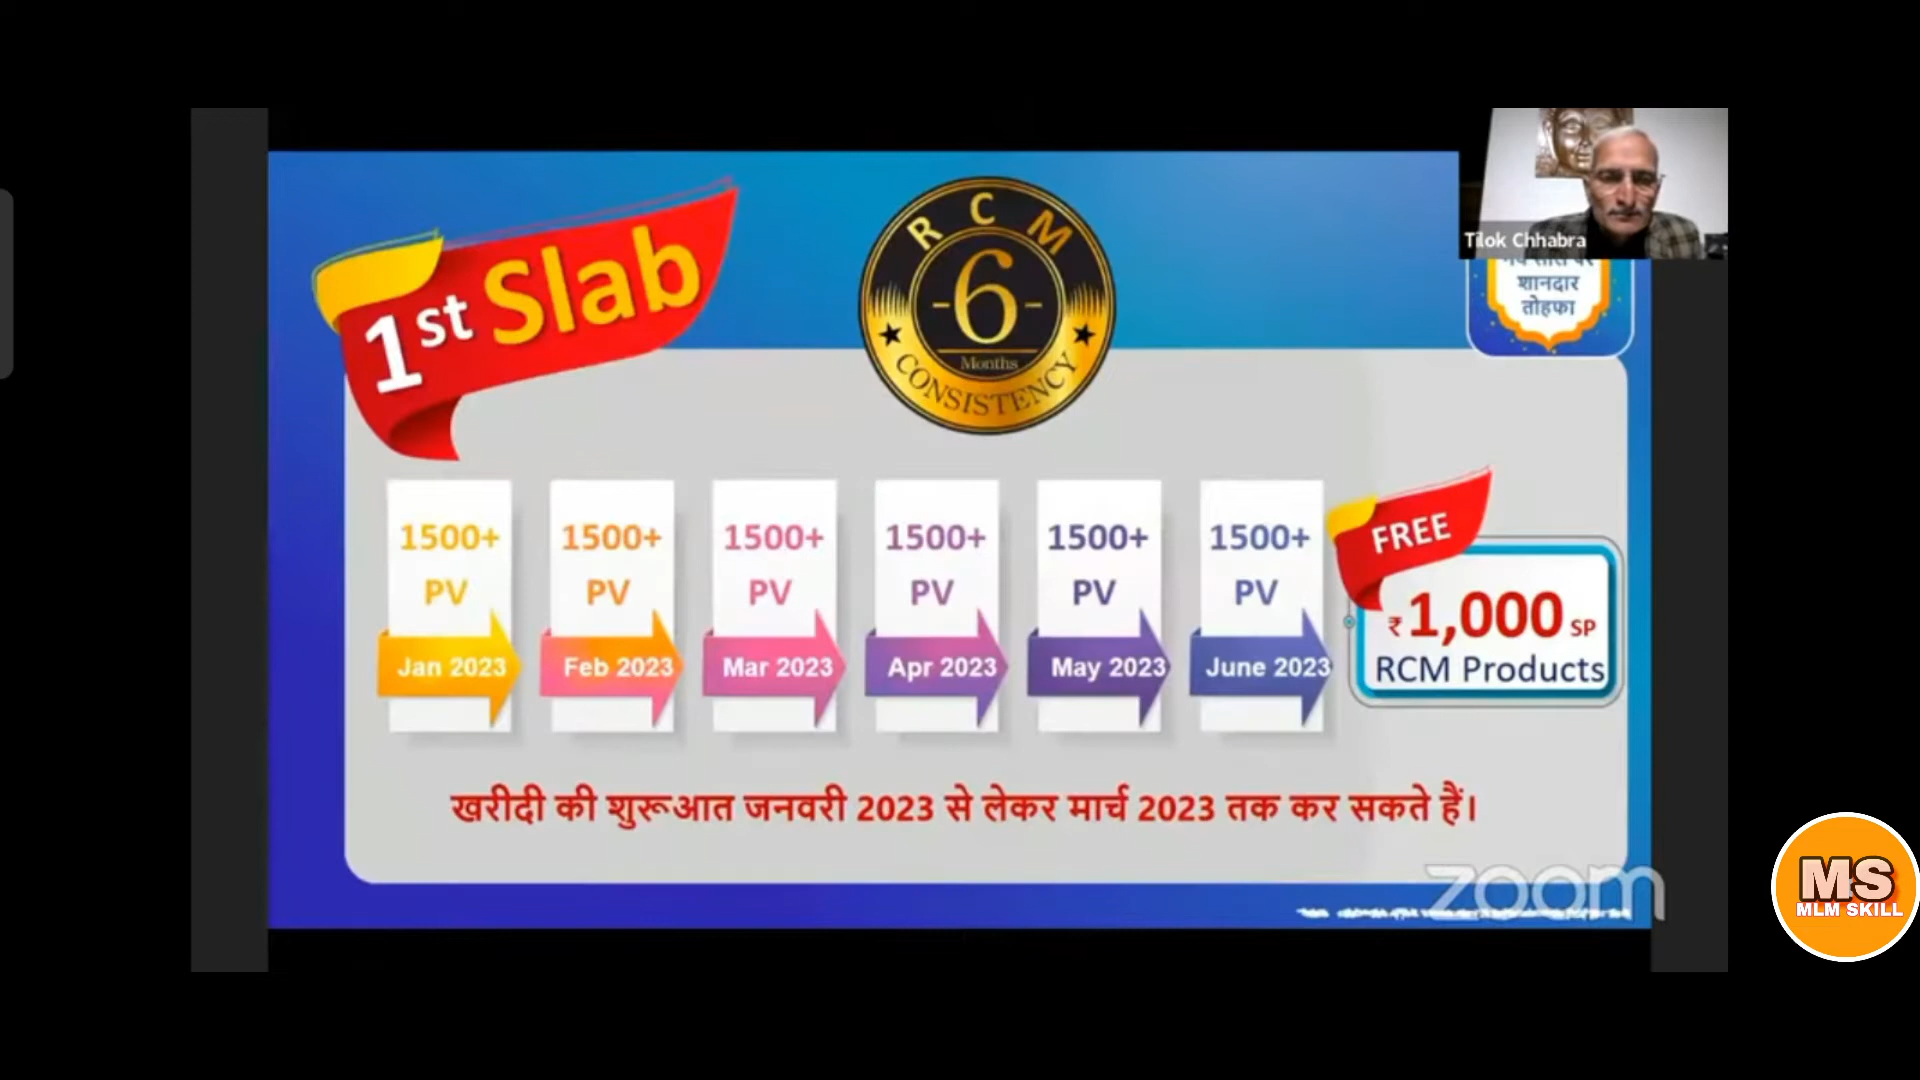 1st Slab
RCM
-6-
Months
CONSISTENCY
Tilok Chhabra
शानदार
तोहफा
1500+
PV
Jan 2023
1500+
PV
Feb 2023
1500+
PV
Mar 2023
1500+
PV
Apr 2023
1500+
PV
May 2023
1500+
PV
June 2023
FREE
₹1,000 SP
RCM Products
खरीदी की शुरूआत जनवरी 2023 से लेकर मार्च 2023 तक कर सकते हैं।
zoom
MS
MLM SKILL